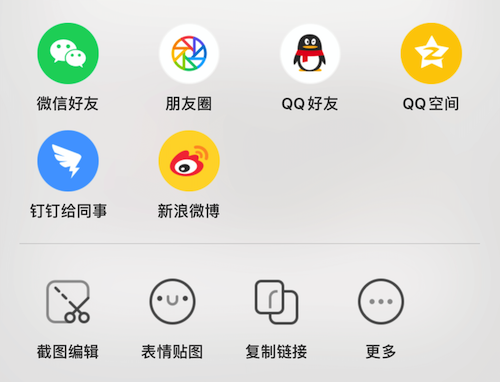 微信好友
朋友圈
QQ好友
QQ空间
钉钉给同事
新浪微博
截图编辑
表情贴图
复制链接
更多